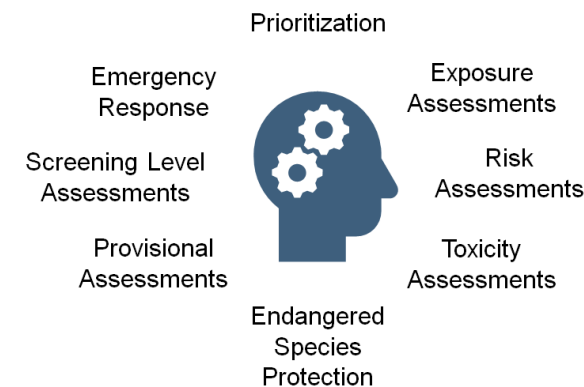 Prioritization
Emergency
Response
Exposure
Assessments
Screening Level
Assessments
Risk
Assessments
Provisional
Assessments
Toxicity
Assessments
Endangered
Species
Protection